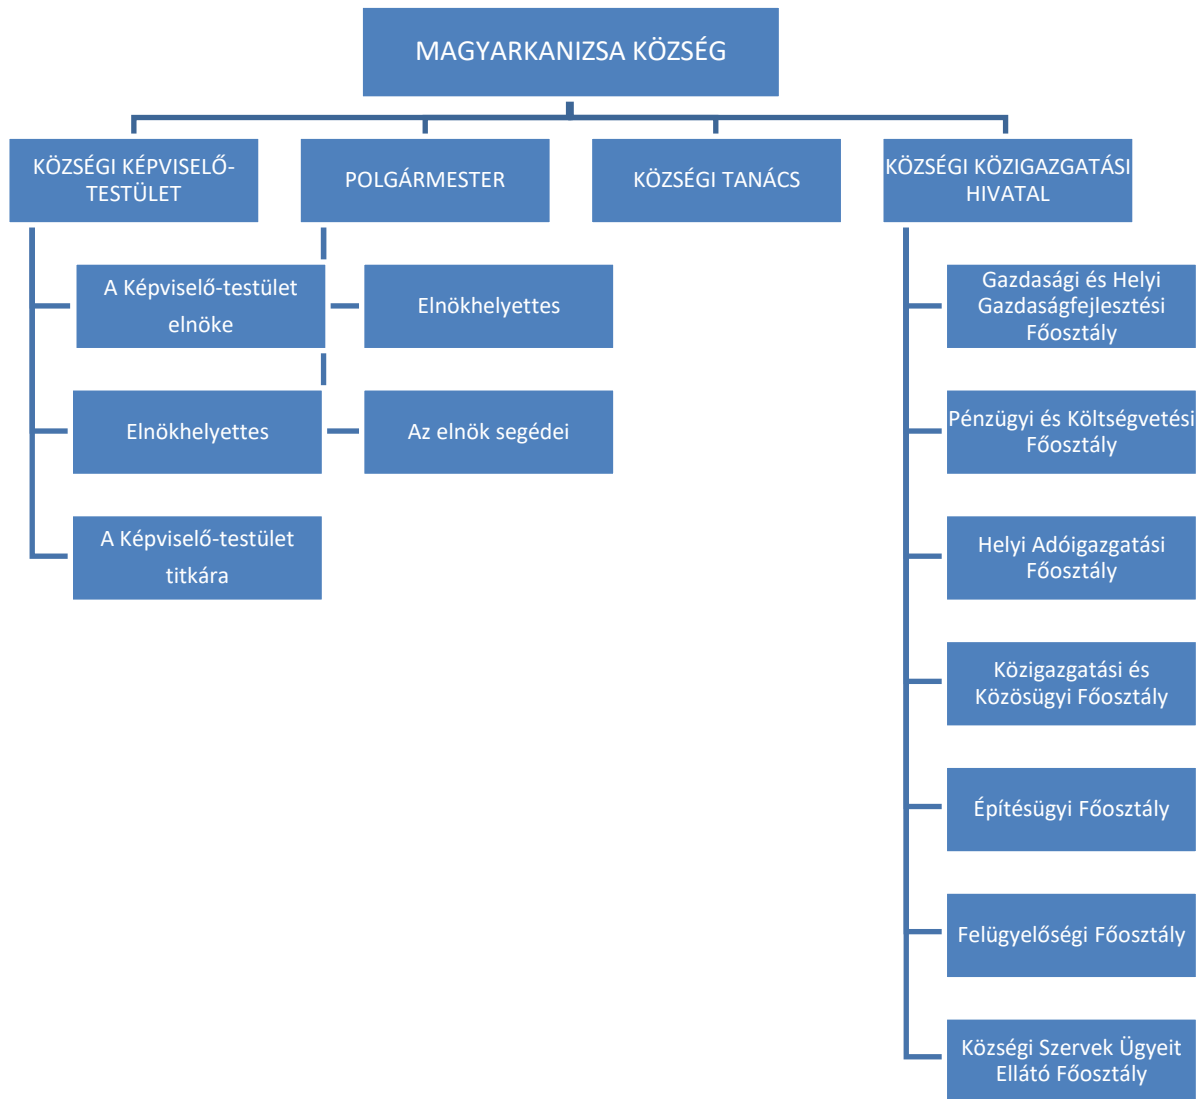 MAGYARKANIZSA KÖZSÉG
KÖZSÉGI KÉPVISELŐ-
TESTÜLET
POLGÁRMESTER
KÖZSÉGI TANÁCS
KÖZSÉGI KÖZIGAZGATÁSI
HIVATAL
A Képviselő-testület
elnöke
Elnökhelyettes
A Képviselő-testület
titkára
Elnökhelyettes
Az elnök segédei
Gazdasági és Helyi
Gazdaságfejlesztési
Főosztály
Pénzügyi és Költségvetési
Főosztály
Helyi Adóigazgatási
Főosztály
Közigazgatási és
Közösügyi Főosztály
Építésügyi Főosztály
Felügyelőségi Főosztály
Községi Szervek Ügyeit
Ellátó Főosztály